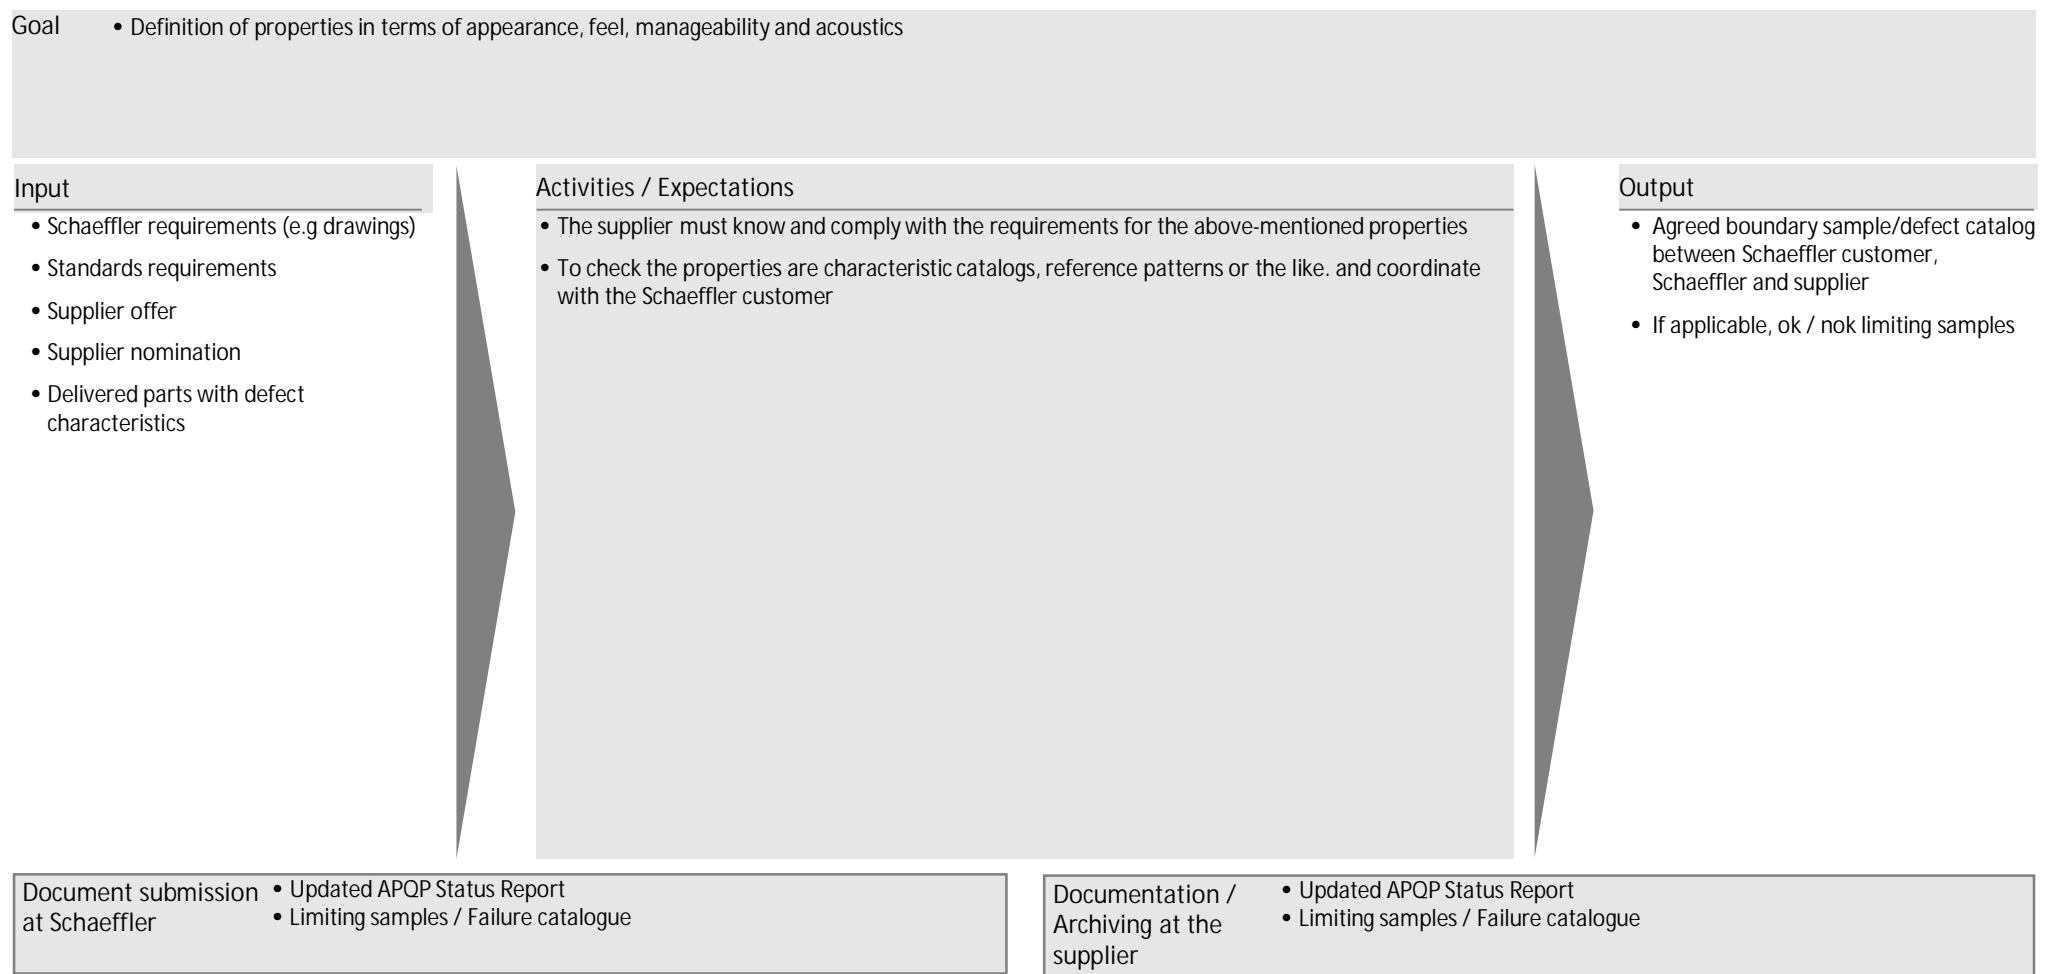 Goal
• Definition of properties in terms of appearance, feel, manageability and acoustics
Input
• Schaeffler requirements (e.g drawings)
• Standards requirements
• Supplier offer
• Supplier nomination
• Delivered parts with defect
characteristics
Activities / Expectations
• The supplier must know and comply with the requirements for the above-mentioned properties
• To check the properties are characteristic catalogs, reference patterns or the like. and coordinate
with the Schaeffler customer
Output
• Agreed boundary sample/defect catalog
between Schaeffler customer,
Schaeffler and supplier
• If applicable, ok / nok limiting samples
Document submission
at Schaeffler
• Updated APQP Status Report
• Limiting samples / Failure catalogue
Documentation /
Archiving at the
supplier
• Updated APQP Status Report
• Limiting samples / Failure catalogue